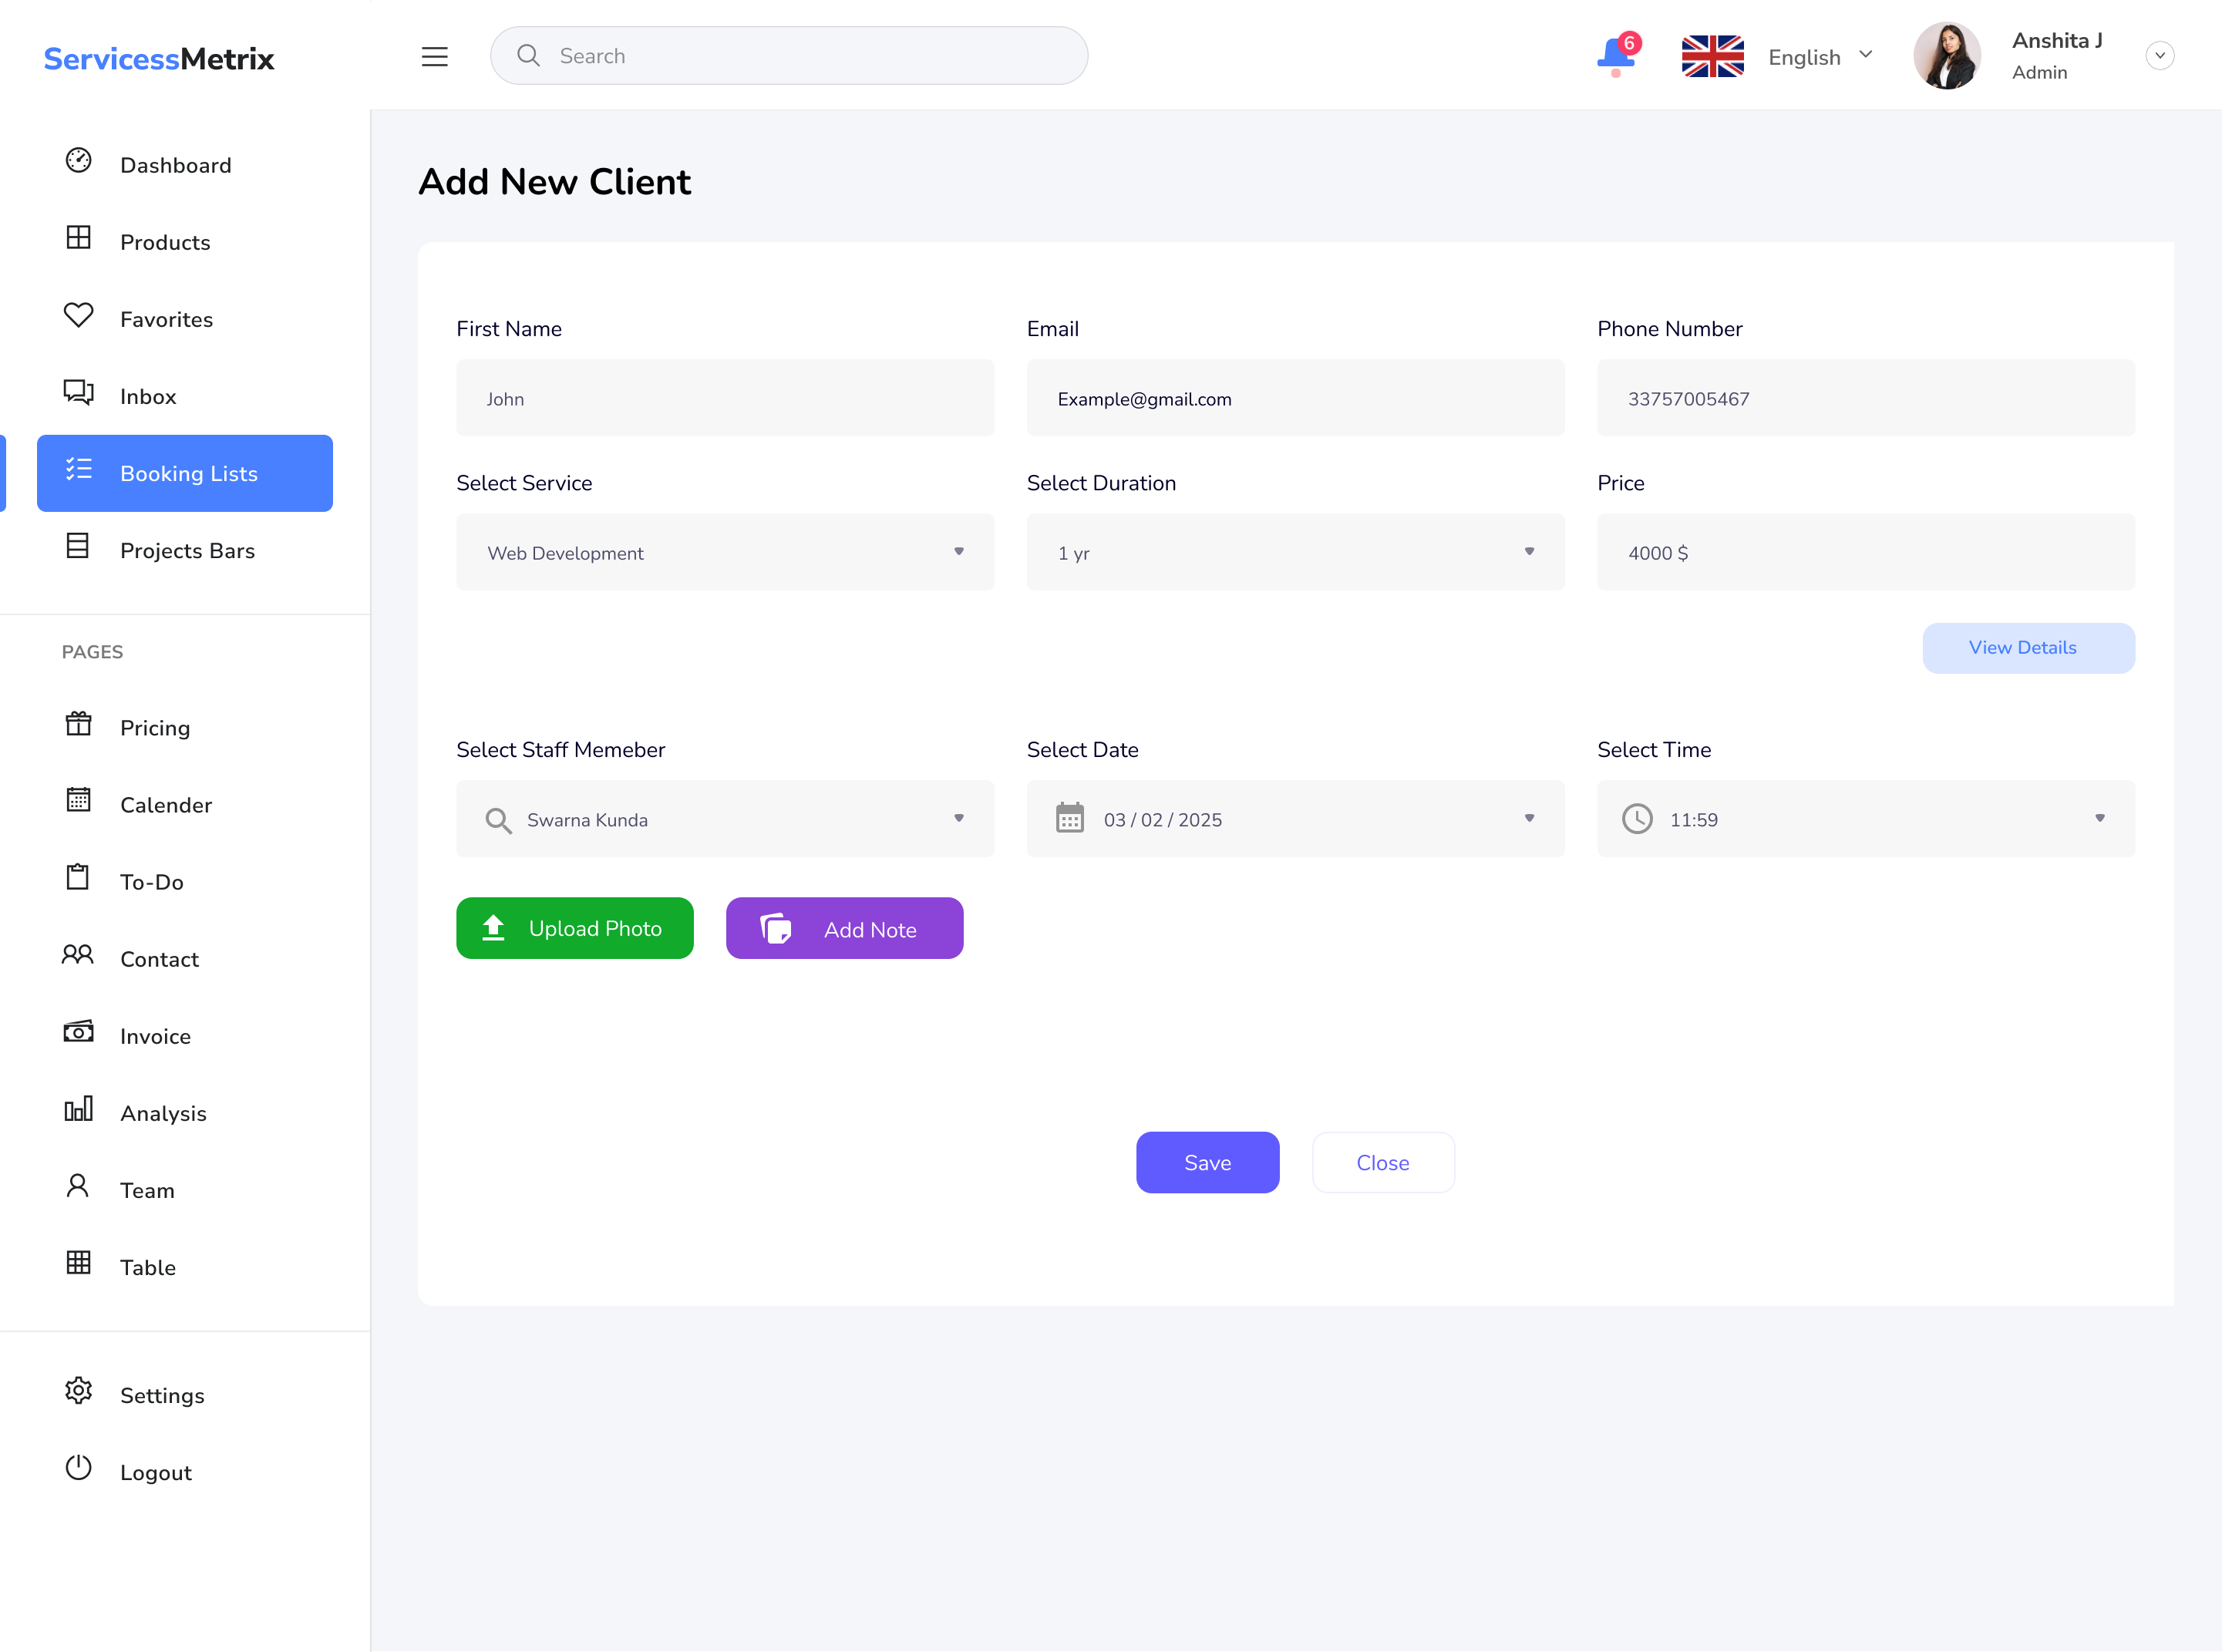 ServicessMetrix
Search
6
English
Anshita J
Admin
Dashboard
Products
Favorites
Inbox
Booking Lists
Projects Bars
PAGES
Pricing
Calender
To-Do
Contact
Invoice
Analysis
Team
Table
Settings
Logout
Add New Client
First Name
Email
Phone Number
John
Example@gmail.com
33757005467
Select Service
Select Duration
Price
Web Development
1 yr
4000 $
View Details
Select Staff Memeber
Select Date
Select Time
Swarna Kunda
03 / 02 / 2025
11:59
Upload Photo
Add Note
Save
Close